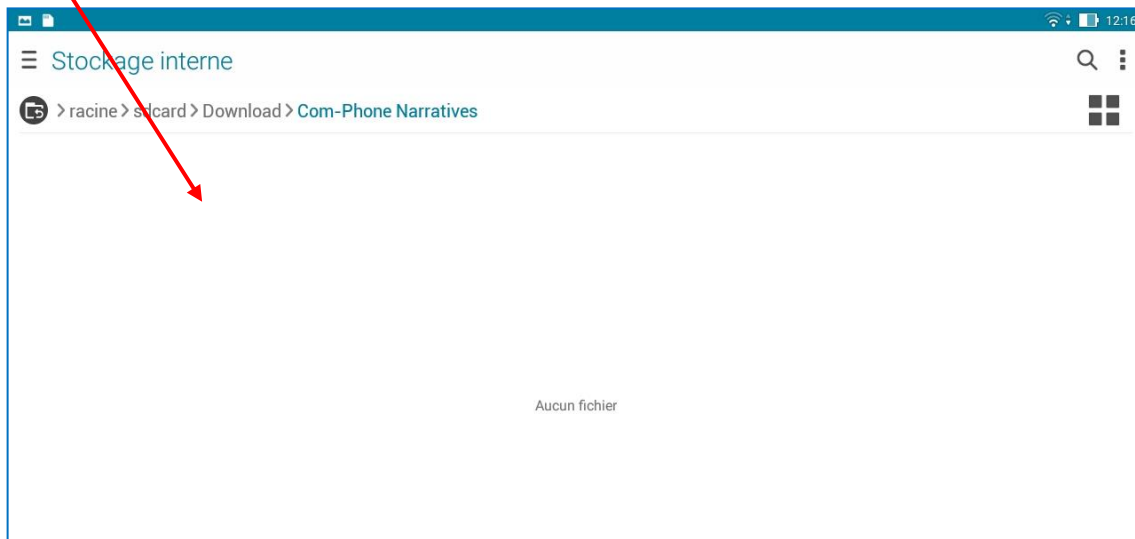 12:16
Stockage interne
> racine > sdcard > Download > Com-Phone Narratives
Aucun fichier